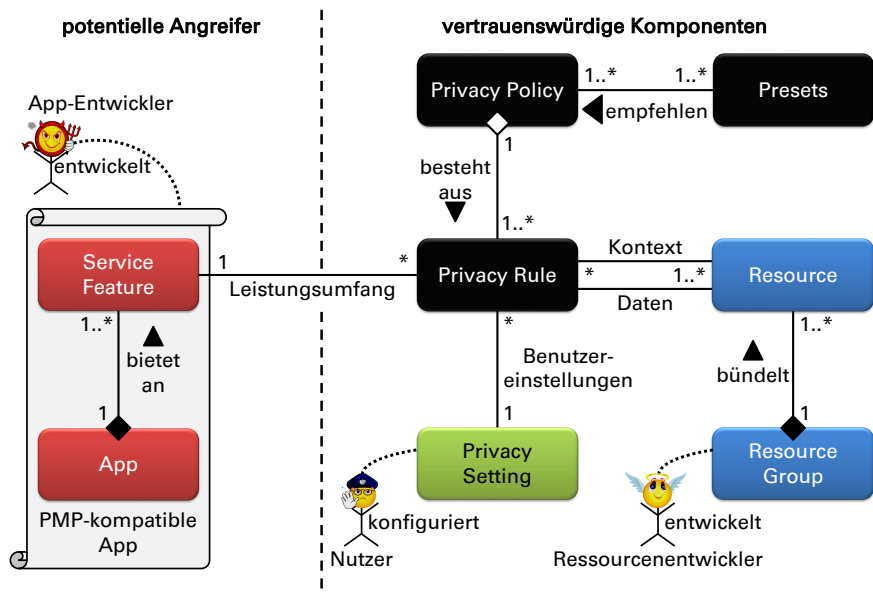 potentielle Angreifer
vertrauenswürdige Komponenten
App-Entwickler
entwickelt
Privacy Policy
1..*
1..*
empfehlen
Presets
1
besteht
aus
1..*
Service
Feature
1
*
Leistungsumfang
Privacy Rule
Kontext
*
1..*
Daten
Resource
1..*
bietet
an
1
App
PMP-kompatible
App
*
Benutzer-
einstellungen
1
Privacy
Setting
konfiguriert
Nutzer
1..*
bündelt
1
Resource
Group
entwickelt
Ressourcenentwickler